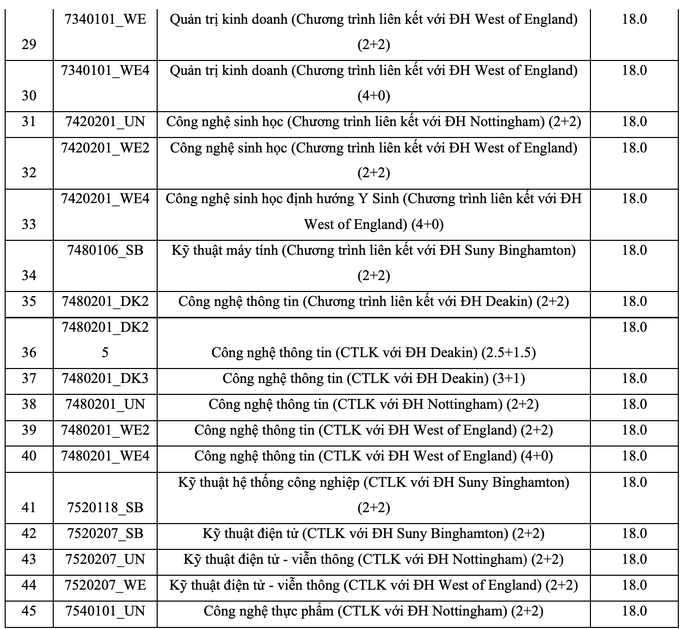 29 7340101_WE Quản trị kinh doanh (Chương trình liên kết với ĐH West of England) 18.0
(2+2)
30 7340101_WE4 Quản trị kinh doanh (Chương trình liên kết với ĐH West of England) 18.0
(4+0)
31 7420201_UN Công nghệ sinh học (Chương trình liên kết với ĐH Nottingham) (2+2) 18.0
32 7420201_WE2 Công nghệ sinh học (Chương trình liên kết với ĐH West of England) 18.0
(2+2)
33 7420201_WE4 Công nghệ sinh học định hướng Y Sinh (Chương trình liên kết với ĐH 18.0
West of England) (4+0)
34 7480106_SB Kỹ thuật máy tính (Chương trình liên kết với ĐH Suny Binghamton) 18.0
(2+2)
35 7480201_DK2 Công nghệ thông tin (Chương trình liên kết với ĐH Deakin) (2+2) 18.0
7480201_DK2 18.0
36 5 Công nghệ thông tin (CTLK với ĐH Deakin) (2.5+1.5)
37 7480201_DK3 Công nghệ thông tin (CTLK với ĐH Deakin) (3+1) 18.0
38 7480201_UN Công nghệ thông tin (CTLK với ĐH Nottingham) (2+2) 18.0
39 7480201_WE2 Công nghệ thông tin (CTLK với ĐH West of England) (2+2) 18.0
40 7480201_WE4 Công nghệ thông tin (CTLK với ĐH West of England) (4+0) 18.0
Kỹ thuật hệ thống công nghiệp (CTLK với ĐH Suny Binghamton) 18.0
41 7520118_SB (2+2)
42 7520207_SB Kỹ thuật điện tử (CTLK với ĐH Suny Binghamton) (2+2) 18.0
43 7520207_UN Kỹ thuật điện tử - viễn thông (CTLK với ĐH Nottingham) (2+2) 18.0
44 7520207_WE Kỹ thuật điện tử - viễn thông (CTLK với ĐH West of England) (2+2) 18.0
45 7540101_UN Công nghệ thực phẩm (CTLK với ĐH Nottingham) (2+2) 18.0